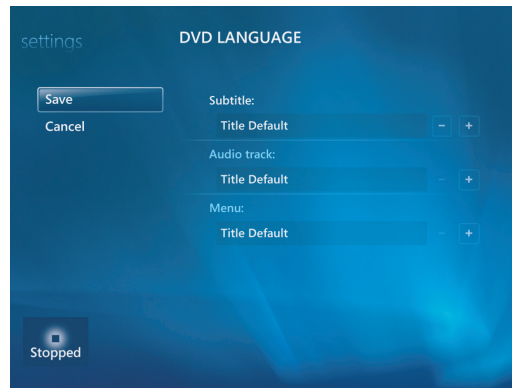 settings
DVD LANGUAGE
Save
Cancel
Subtitle:
Title Default - +
Audio track:
Title Default - +
Menu:
Title Default - +
Stopped